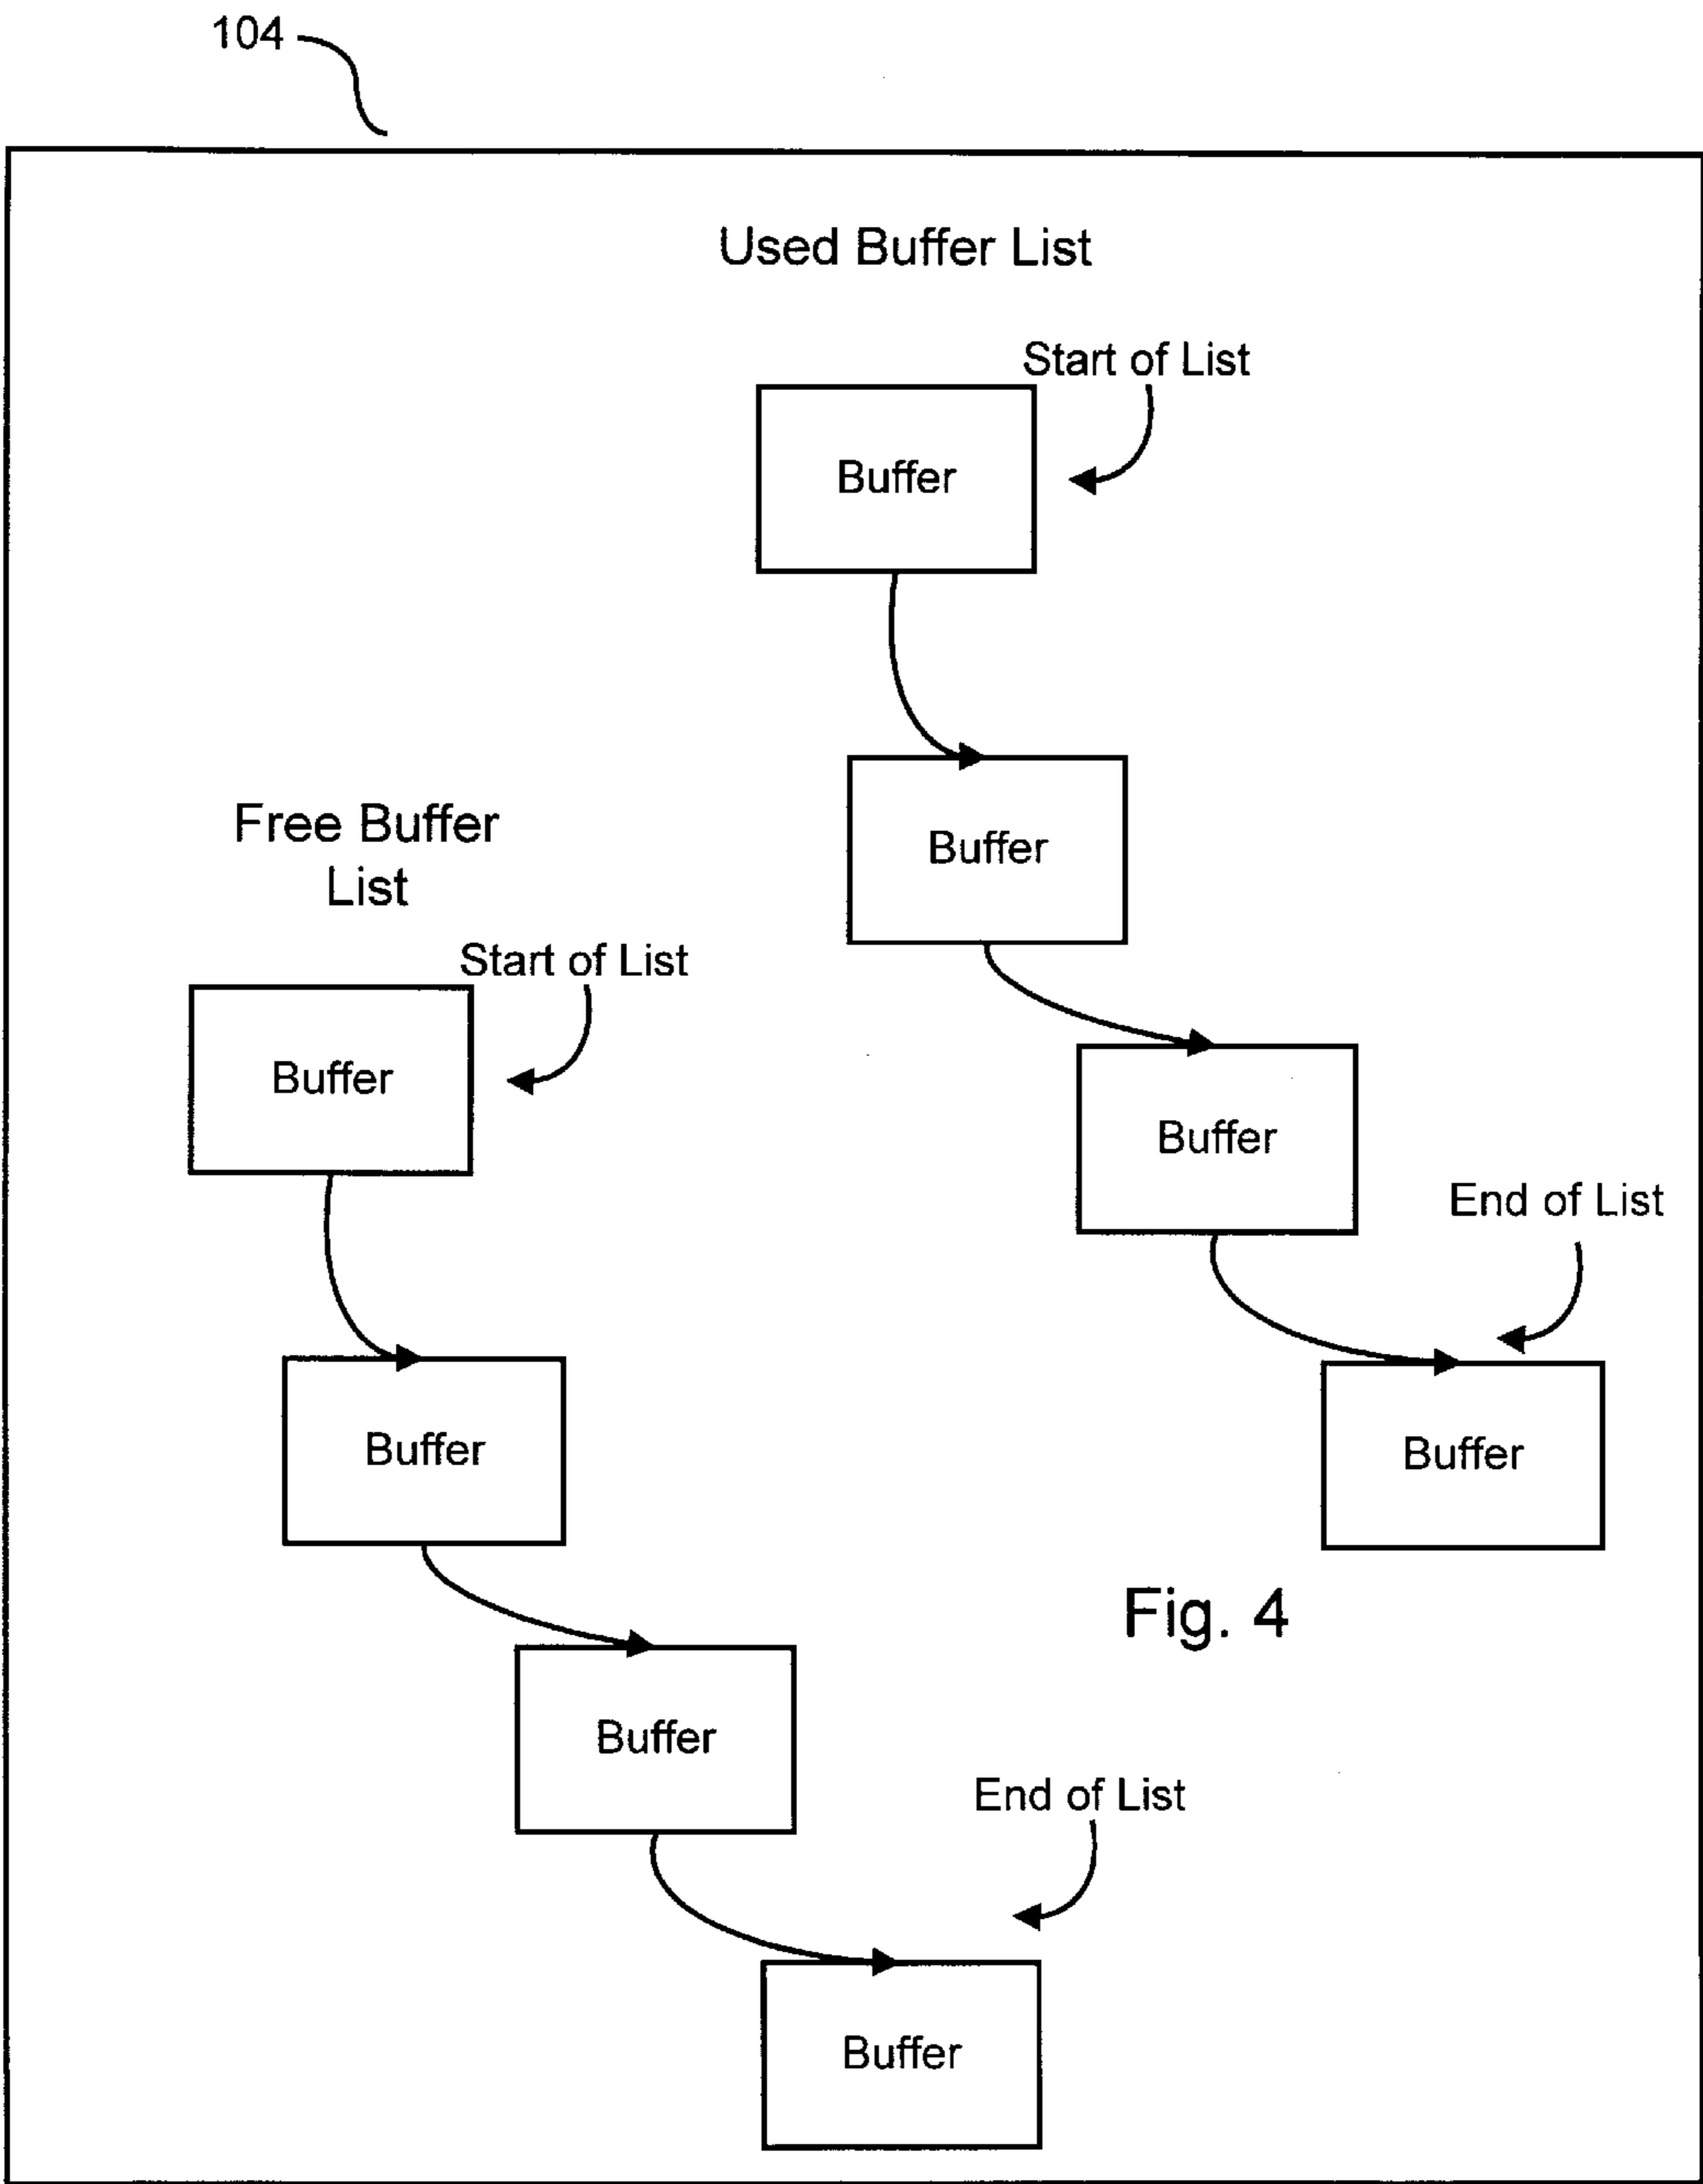 104
Used Buffer List
Start of List
Buffer
Buffer
Free Buffer
List
Start of List
Buffer
Buffer
End of List
Buffer
Buffer
Fig. 4
Buffer
End of List
Buffer